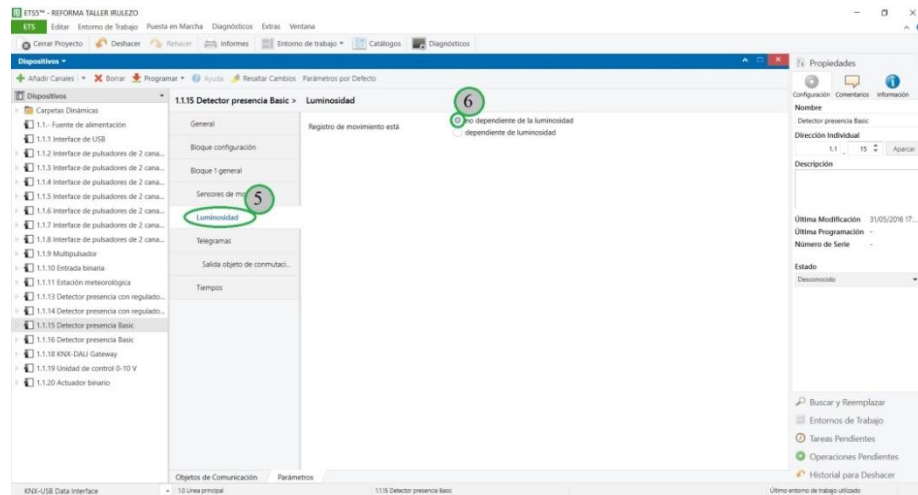 ETS5™ - REFORMA TALLER IRULEZO
ETS Editar Entorno de Trabajo Puesta en Marcha Diagnósticos Extras Ventana
Cerrar Proyecto Deshacer Rehacer Informes Entorno de trabajo Catálogos Diagnósticos
Dispositivos
Añadir Canales Borrar Programar Ayuda Resaltar Cambios Parámetros por Defecto
Dispositivos
Carpetas Dinámicas
1.1.- Fuente de alimentación
1.1.1 Interface de USB
1.1.2 Interface de pulsadores de 2 cana...
1.1.3 Interface de pulsadores de 2 cana...
1.1.4 Interface de pulsadores de 2 cana...
1.1.5 Interface de pulsadores de 2 cana...
1.1.6 Interface de pulsadores de 2 cana...
1.1.7 Interface de pulsadores de 2 cana...
1.1.8 Interface de pulsadores de 2 cana...
1.1.9 Multipulsador
1.1.10 Entrada binaria
1.1.11 Estación meteorológica
1.1.13 Detector presencia con regulado...
1.1.14 Detector presencia con regulado...
1.1.15 Detector presencia Basic
1.1.16 Detector presencia Basic
1.1.18 KNX-DALI Gateway
1.1.19 Unidad de control 0-10 V
1.1.20 Actuador binario
1.1.15 Detector presencia Basic > Luminosidad
General
Bloque configuración
Bloque 1 general
Sensores de mo
5
Luminosidad
Telegramas
Salida objeto de conmutaci...
Tiempos
6
Registro de movimiento está
no dependiente de la luminosidad
dependiente de luminosidad
Objetos de Comunicación Parámetros
Propiedades
Configuración Comentarios Información
Nombre
Detector presencia Basic
Dirección Individual
1.1 . 15 Aparcar
Descripción
Última Modificación 31/05/2016 17...
Última Programación -
Número de Serie -
Estado
Desconocido
Buscar y Reemplazar
Entornos de Trabajo
Tareas Pendientes
Operaciones Pendientes
Historial para Deshacer
KNX-USB Data Interface 1.0 Línea principal 1.1.15 Detector presencia Basic Último entorno de trabajo utilizado